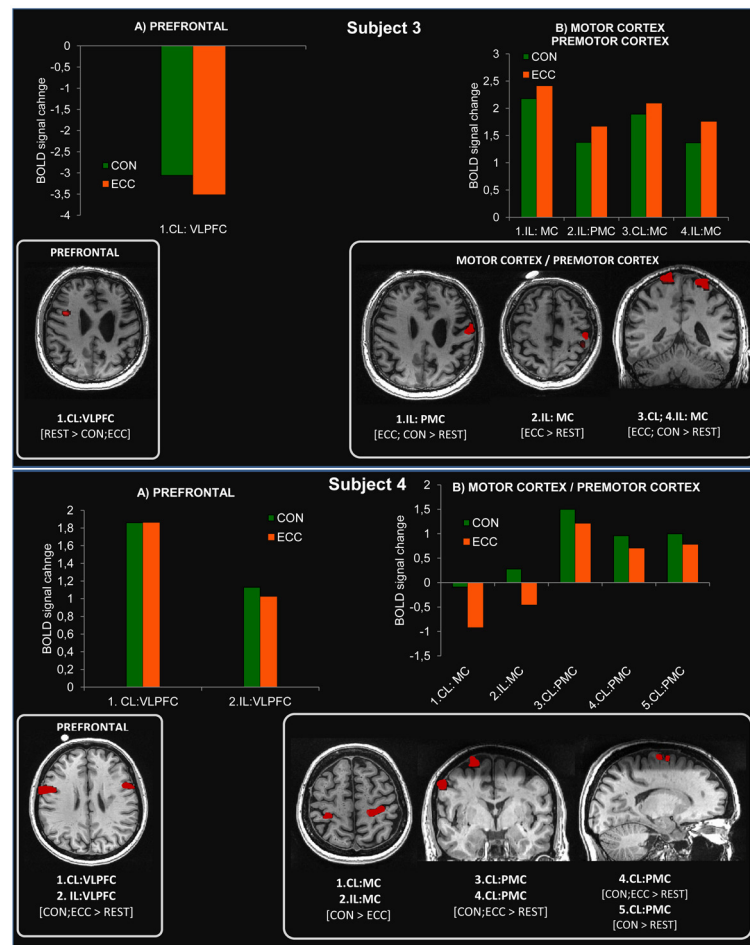 Subject 3
A) PREFRONTAL
0
-0,5
-1
-1,5
-2
-2,5
-3
-3,5
-4
BOLD signal cahnge
CON
ECC
1.CL: VLPFC
B) MOTOR CORTEX
PREMOTOR CORTEX
3
2,5
2
1,5
1
0,5
0
BOLD signal change
CON
ECC
1.IL: MC
2.IL:PMC
3.CL:MC
4.IL:MC
PREFRONTAL
1.CL:VLPFC
[REST > CON;ECC]
MOTOR CORTEX / PREMOTOR CORTEX
1.IL: PMC
[ECC; CON > REST]
2.IL: MC
[ECC > REST]
3.CL; 4.IL: MC
[ECC; CON > REST]
Subject 4
A) PREFRONTAL
2
1,8
1,6
1,4
1,2
1
0,8
0,6
0,4
0,2
0
BOLD signal cahnge
CON
ECC
1. CL:VLPFC
2.IL:VLPFC
B) MOTOR CORTEX / PREMOTOR CORTEX
2
1,5
1
0,5
0
-0,5
-1
-1,5
BOLD signal change
CON
ECC
1.CL: MC
2.IL:MC
3.CL:PMC
4.CL:PMC
5.CL:PMC
PREFRONTAL
1.CL:VLPFC
2. IL:VLPFC
[CON;ECC > REST]
1.CL:MC
2.IL:MC
[CON > ECC]
3.CL:PMC
4.CL:PMC
[CON;ECC > REST]
4.CL:PMC
[CON;ECC > REST]
5.CL:PMC
[CON > REST]